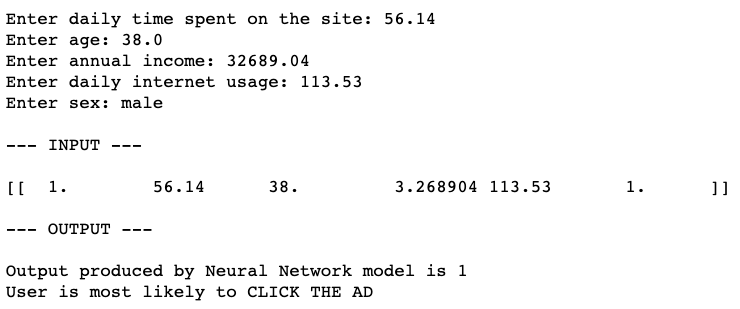 Enter daily time spent on the site: 56.14
Enter age: 38.0
Enter annual income: 32689.04
Enter daily internet usage: 113.53
Enter sex: male
--- INPUT ---
[[ 1. 56.14 38. 3.268904 113.53 1. ]]
--- OUTPUT ---
Output produced by Neural Network model is 1
User is most likely to CLICK THE AD